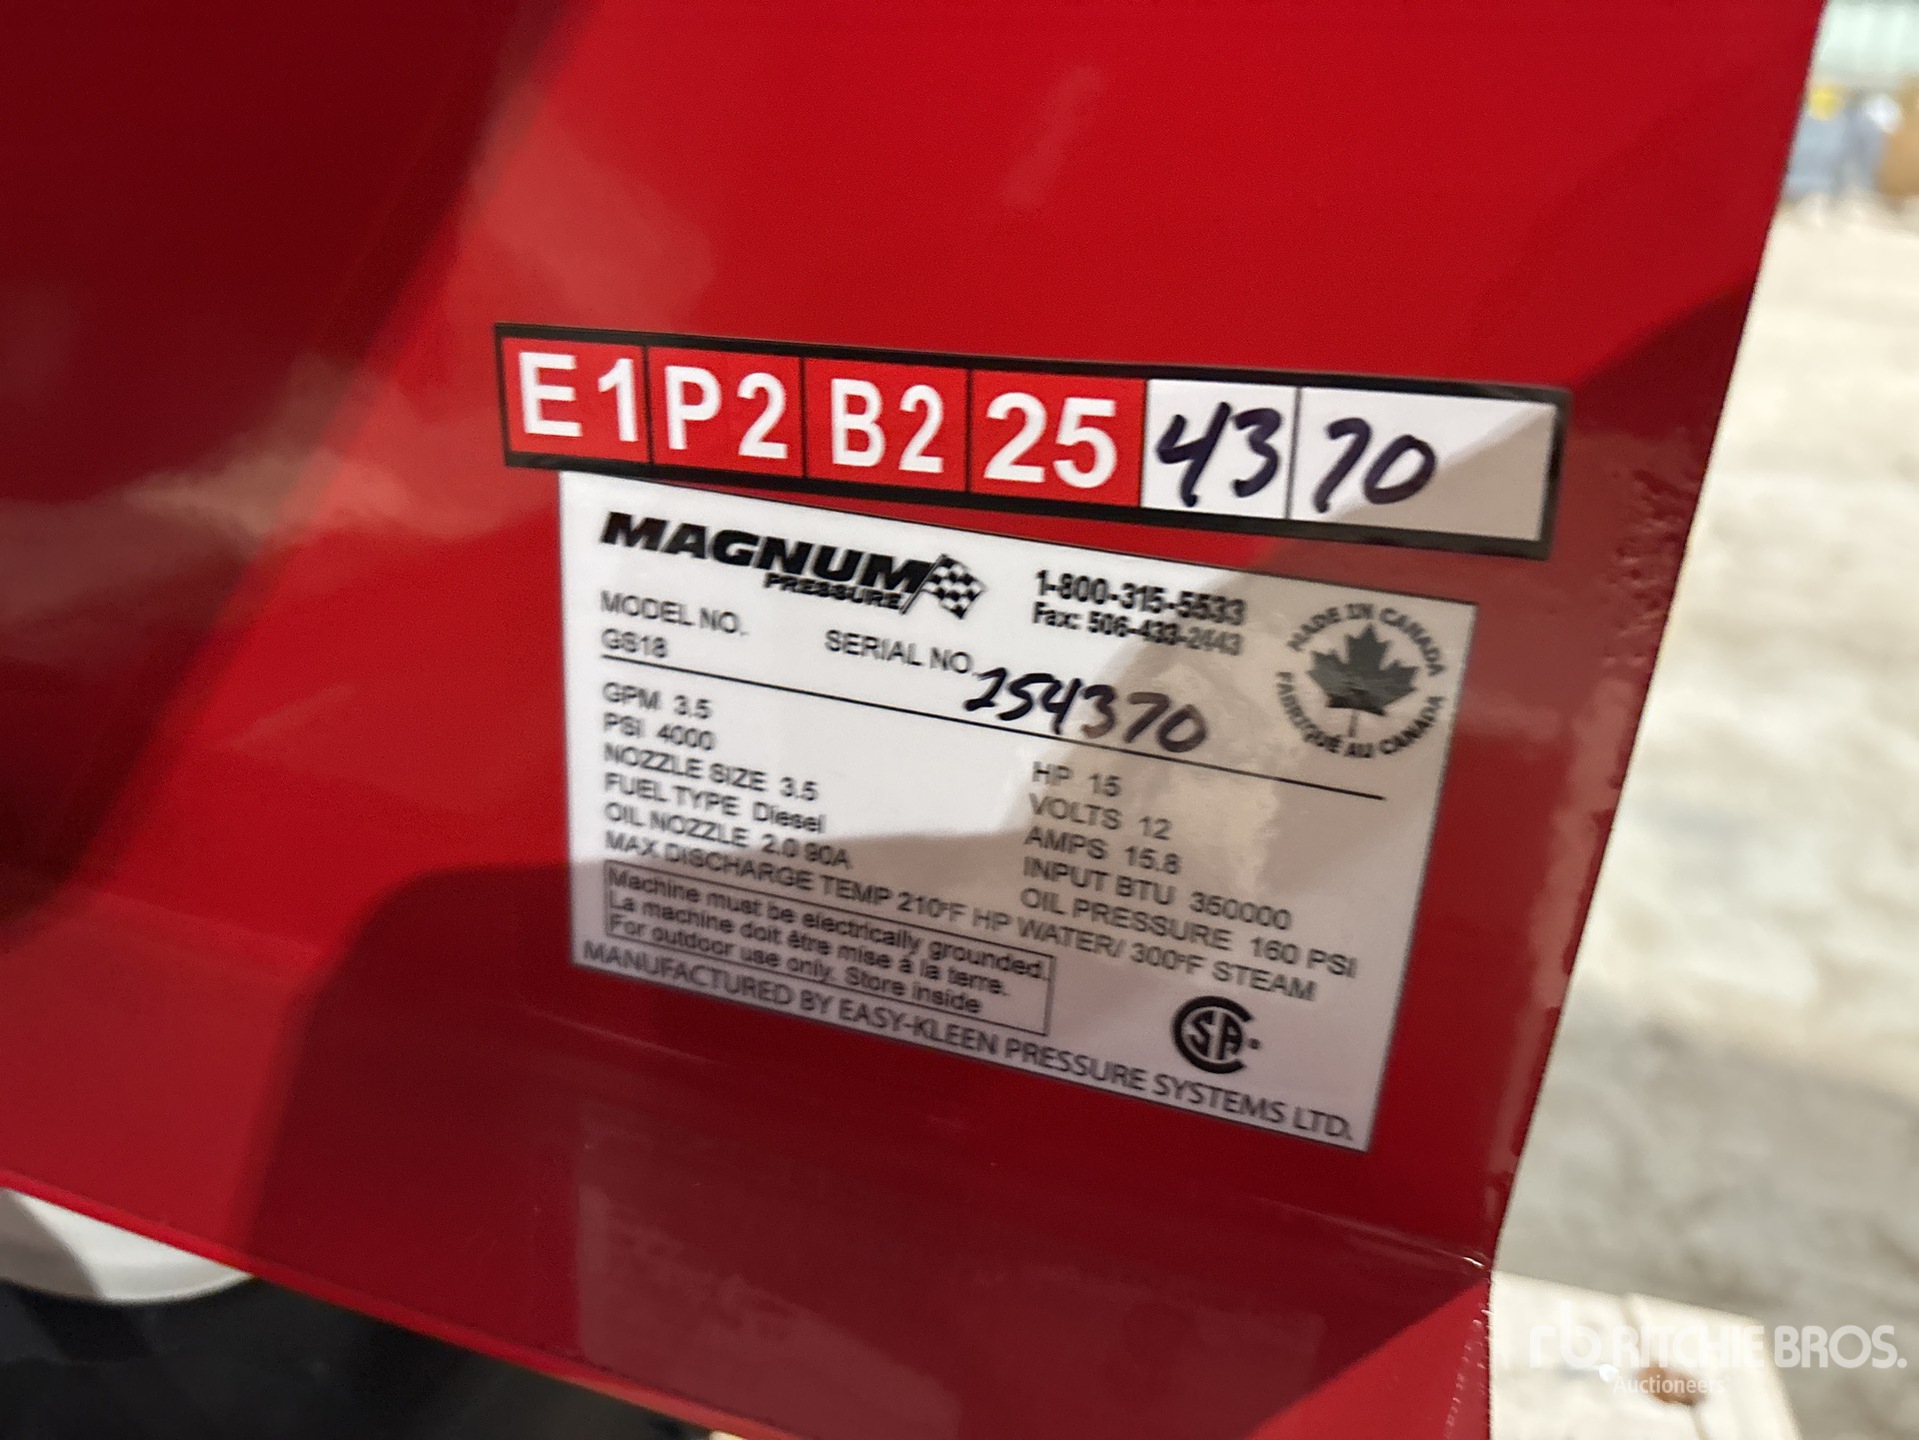 E1 P2 B2 25 43 70
MAGNUM
PRESSURE
1-800-315-5533
Fax: 506-433-2443
MADE IN CANADA
FABRIQUÉ AU CANADA
MODEL NO.
GS18
SERIAL NO. 254370
GPM 3.5
PSI 4000
NOZZLE SIZE 3.5
FUEL TYPE Diesel
OIL NOZZLE 2.0 90A
HP 15
VOLTS 12
AMPS 15.8
INPUT BTU 350000
OIL PRESSURE 160 PSI
MAX DISCHARGE TEMP 210°F HP WATER/ 300°F STEAM
Machine must be electrically grounded.
La machine doit être mise à la terre.
For outdoor use only. Store inside
CSA
MANUFACTURED BY EASY-KLEEN PRESSURE SYSTEMS LTD.
rb RITCHIE BROS.
Auctioneers